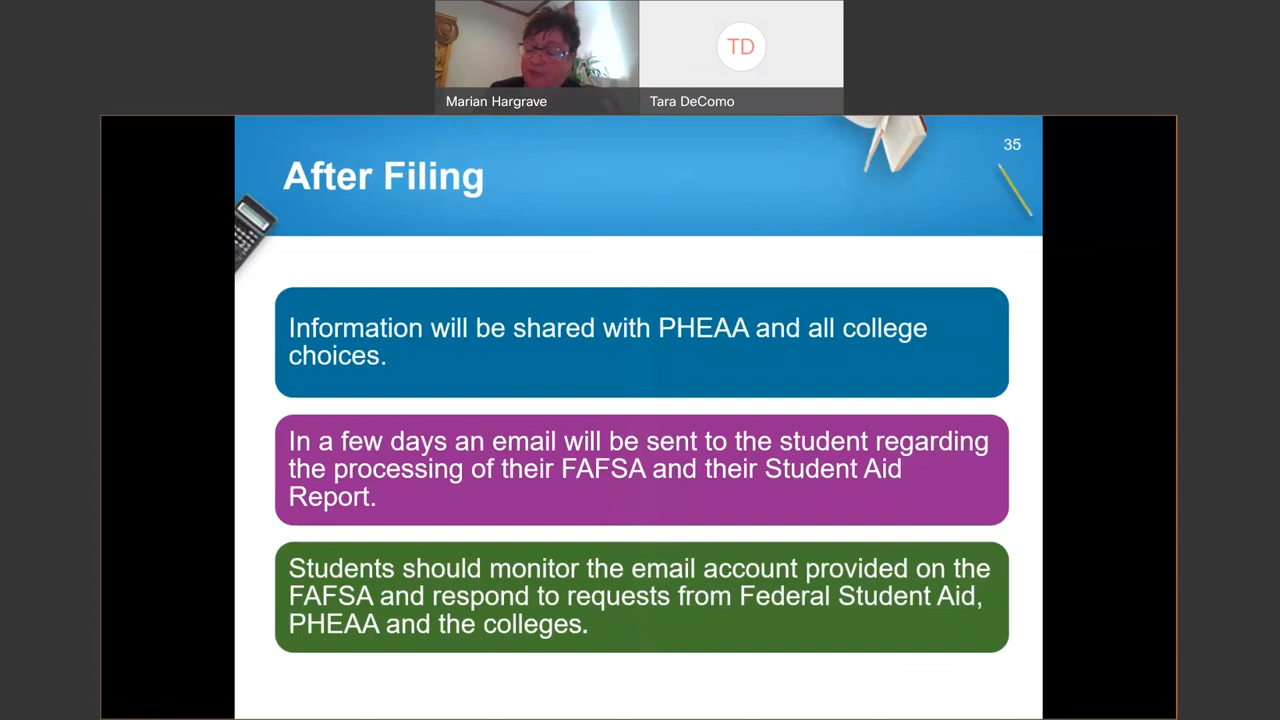 TD
Marian Hargrave
Tara DeComo
35
After Filing
Information will be shared with PHEAA and all college
choices.
In a few days an email will be sent to the student regarding
the processing of their FAFSA and their Student Aid
Report.
Students should monitor the email account provided on the
FAFSA and respond to requests from Federal Student Aid,
PHEAA and the colleges.